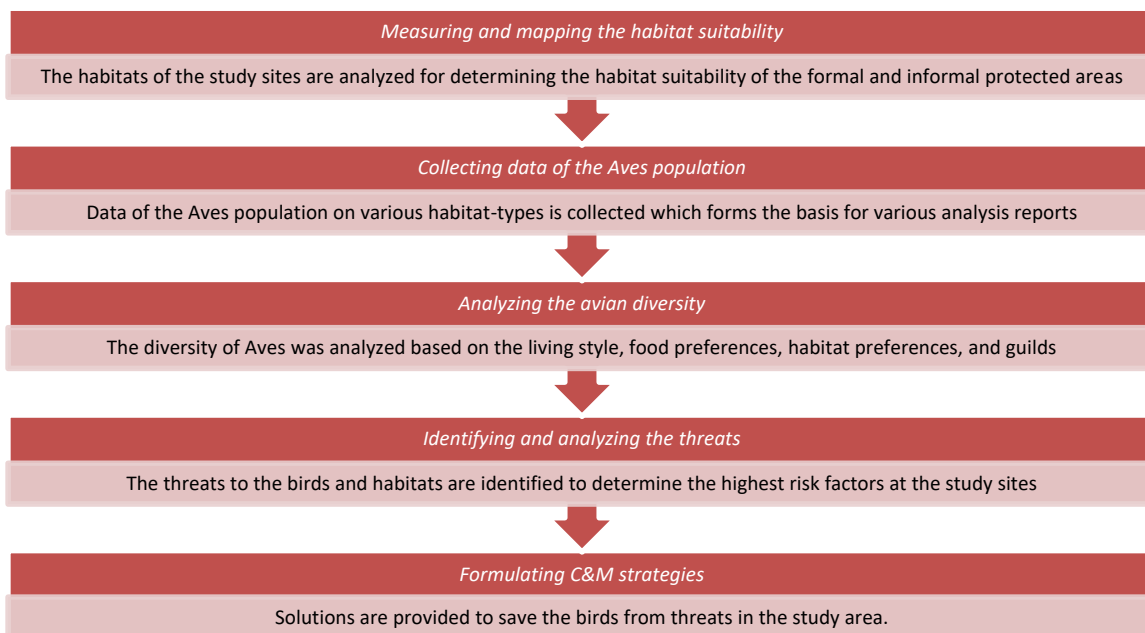 Measuring and mapping the habitat suitability
The habitats of the study sites are analyzed for determining the habitat suitability of the formal and informal protected areas
Collecting data of the Aves population
Data of the Aves population on various habitat-types is collected which forms the basis for various analysis reports
Analyzing the avian diversity
The diversity of Aves was analyzed based on the living style, food preferences, habitat preferences, and guilds
Identifying and analyzing the threats
The threats to the birds and habitats are identified to determine the highest risk factors at the study sites
Formulating C&M strategies
Solutions are provided to save the birds from threats in the study area.